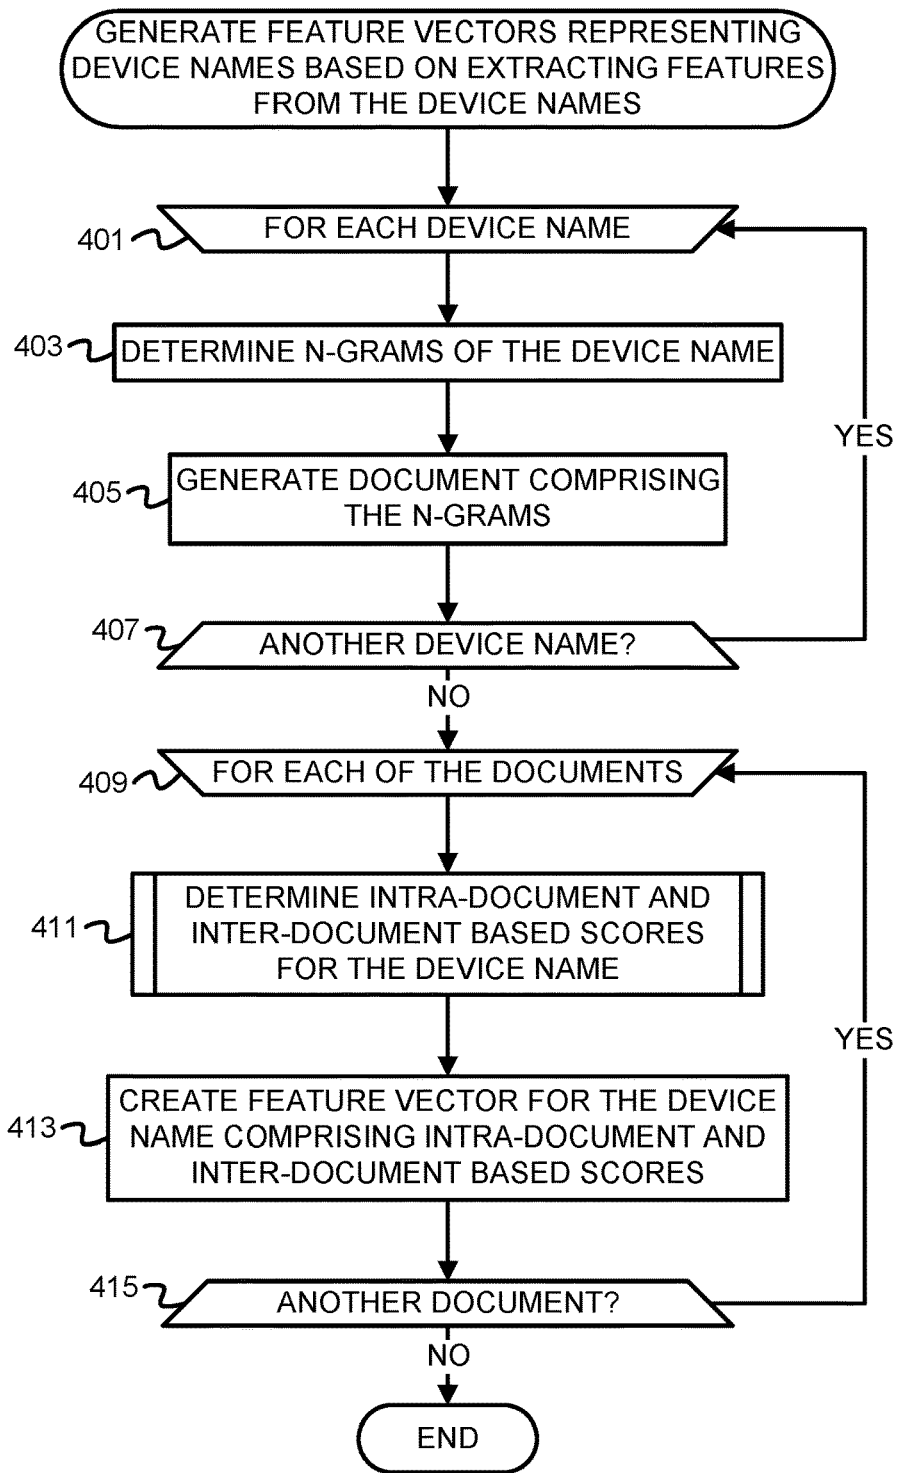 GENERATE FEATURE VECTORS REPRESENTING
DEVICE NAMES BASED ON EXTRACTING FEATURES
FROM THE DEVICE NAMES
401
FOR EACH DEVICE NAME
403
DETERMINE N-GRAMS OF THE DEVICE NAME
YES
405
GENERATE DOCUMENT COMPRISING
THE N-GRAMS
407
ANOTHER DEVICE NAME?
NO
409
FOR EACH OF THE DOCUMENTS
411
DETERMINE INTRA-DOCUMENT AND
INTER-DOCUMENT BASED SCORES
FOR THE DEVICE NAME
YES
413
CREATE FEATURE VECTOR FOR THE DEVICE
NAME COMPRISING INTRA-DOCUMENT AND
INTER-DOCUMENT BASED SCORES
415
ANOTHER DOCUMENT?
NO
END